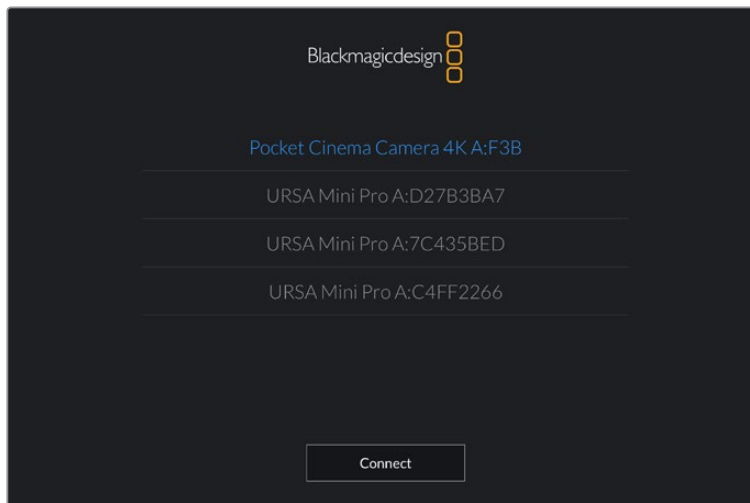 Blackmagicdesign
Pocket Cinema Camera 4K A:F3B
URSA Mini Pro A:D27B3BA7
URSA Mini Pro A:7C435BED
URSA Mini Pro A:C4FF2266
Connect